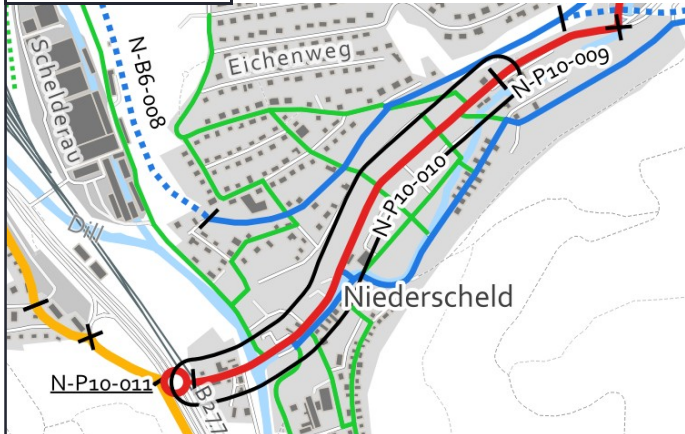 Schelderau
N-B6-008
Eichenweg
N-P10-009
N-P10-010
Dill
Niederscheld
N-P10-011
B277